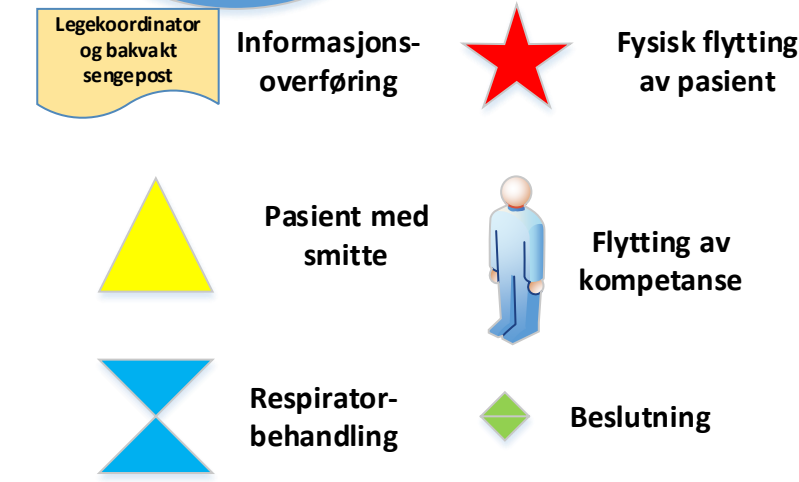 Legekoordinator
og bakvakt
sengepost
Informasjons-
overføring
Fysisk flytting
av pasient
Pasient med
smitte
Flytting av
kompetanse
Respirator-
behandling
Beslutning